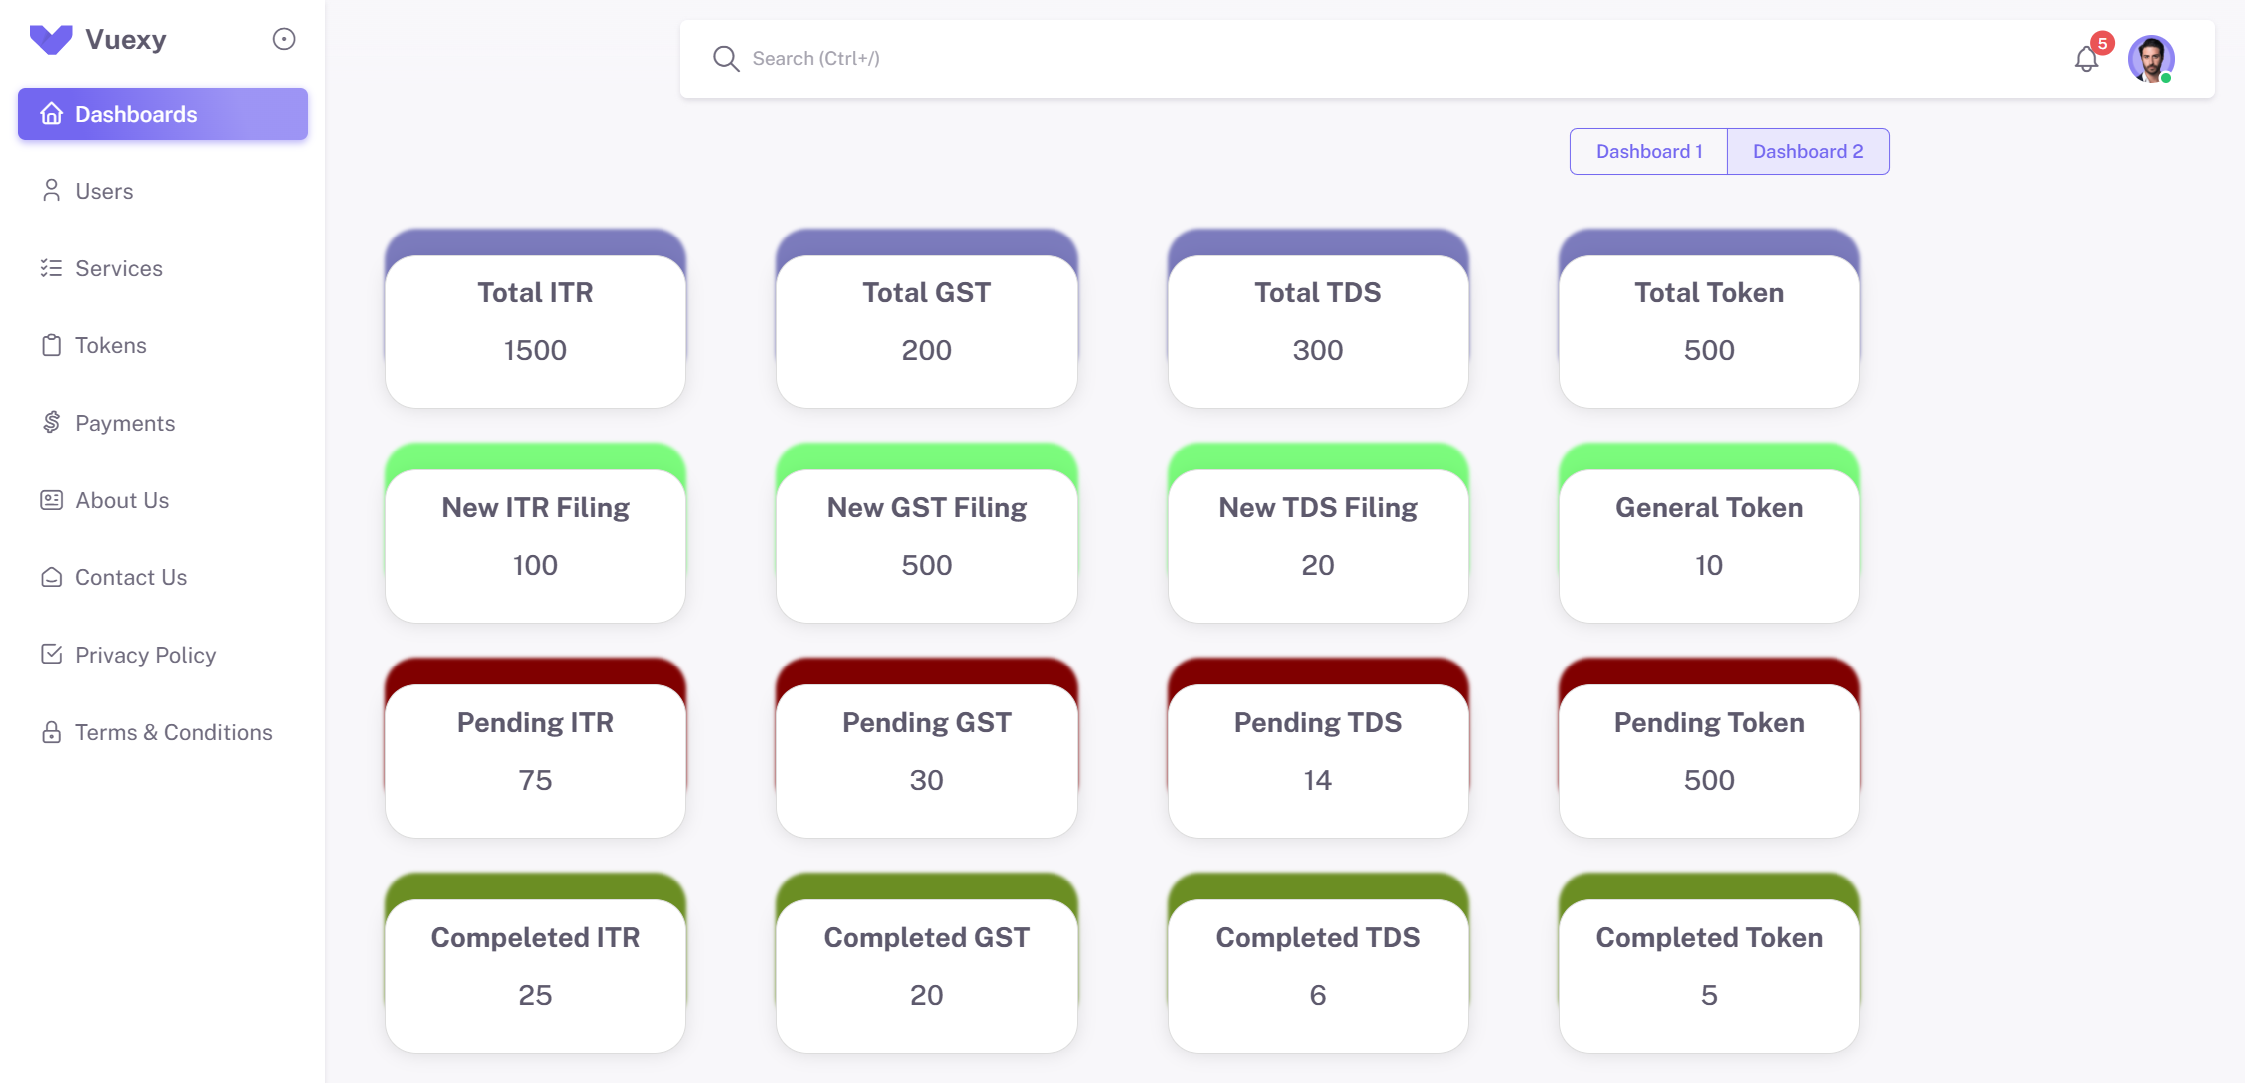 Vuexy
Dashboards
Users
Services
Tokens
Payments
About Us
Contact Us
Privacy Policy
Terms & Conditions
Search (Ctrl+/)
5
Dashboard 1
Dashboard 2
Total ITR
1500
Total GST
200
Total TDS
300
Total Token
500
New ITR Filing
100
New GST Filing
500
New TDS Filing
20
General Token
10
Pending ITR
75
Pending GST
30
Pending TDS
14
Pending Token
500
Compeleted ITR
25
Completed GST
20
Completed TDS
6
Completed Token
5